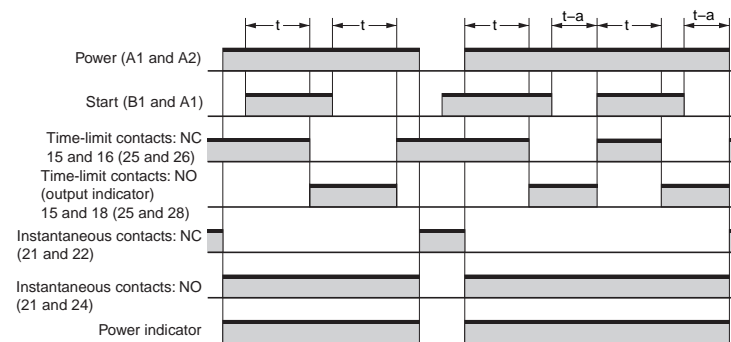 t
t
t
t–a
t
t–a
Power (A1 and A2)
Start (B1 and A1)
Time-limit contacts: NC
15 and 16 (25 and 26)
Time-limit contacts: NO
(output indicator)
15 and 18 (25 and 28)
Instantaneous contacts: NC
(21 and 22)
Instantaneous contacts: NO
(21 and 24)
Power indicator